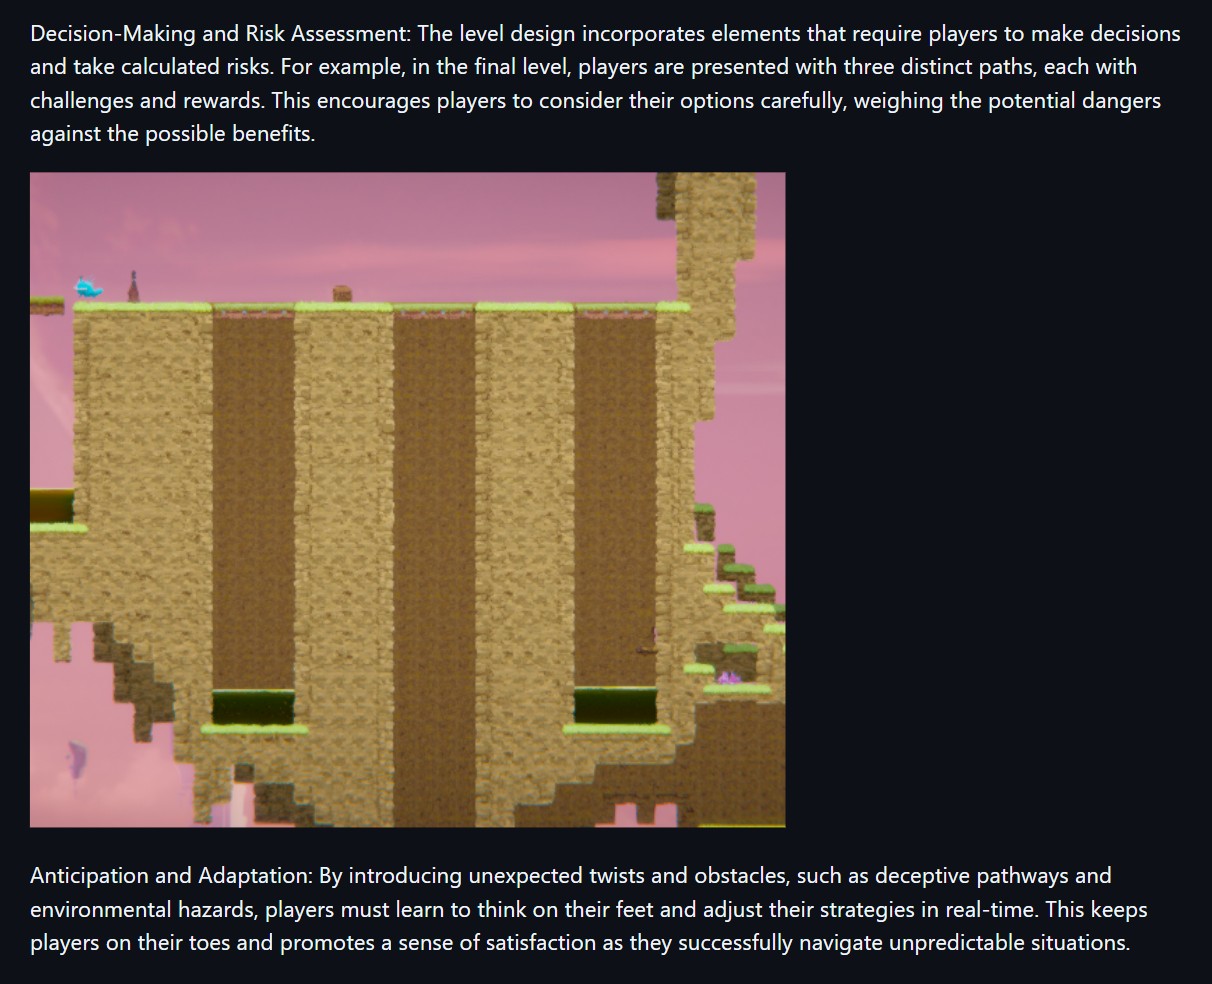 Decision-Making and Risk Assessment: The level design incorporates elements that require players to make decisions
and take calculated risks. For example, in the final level, players are presented with three distinct paths, each with
challenges and rewards. This encourages players to consider their options carefully, weighing the potential dangers
against the possible benefits.
Anticipation and Adaptation: By introducing unexpected twists and obstacles, such as deceptive pathways and
environmental hazards, players must learn to think on their feet and adjust their strategies in real-time. This keeps
players on their toes and promotes a sense of satisfaction as they successfully navigate unpredictable situations.